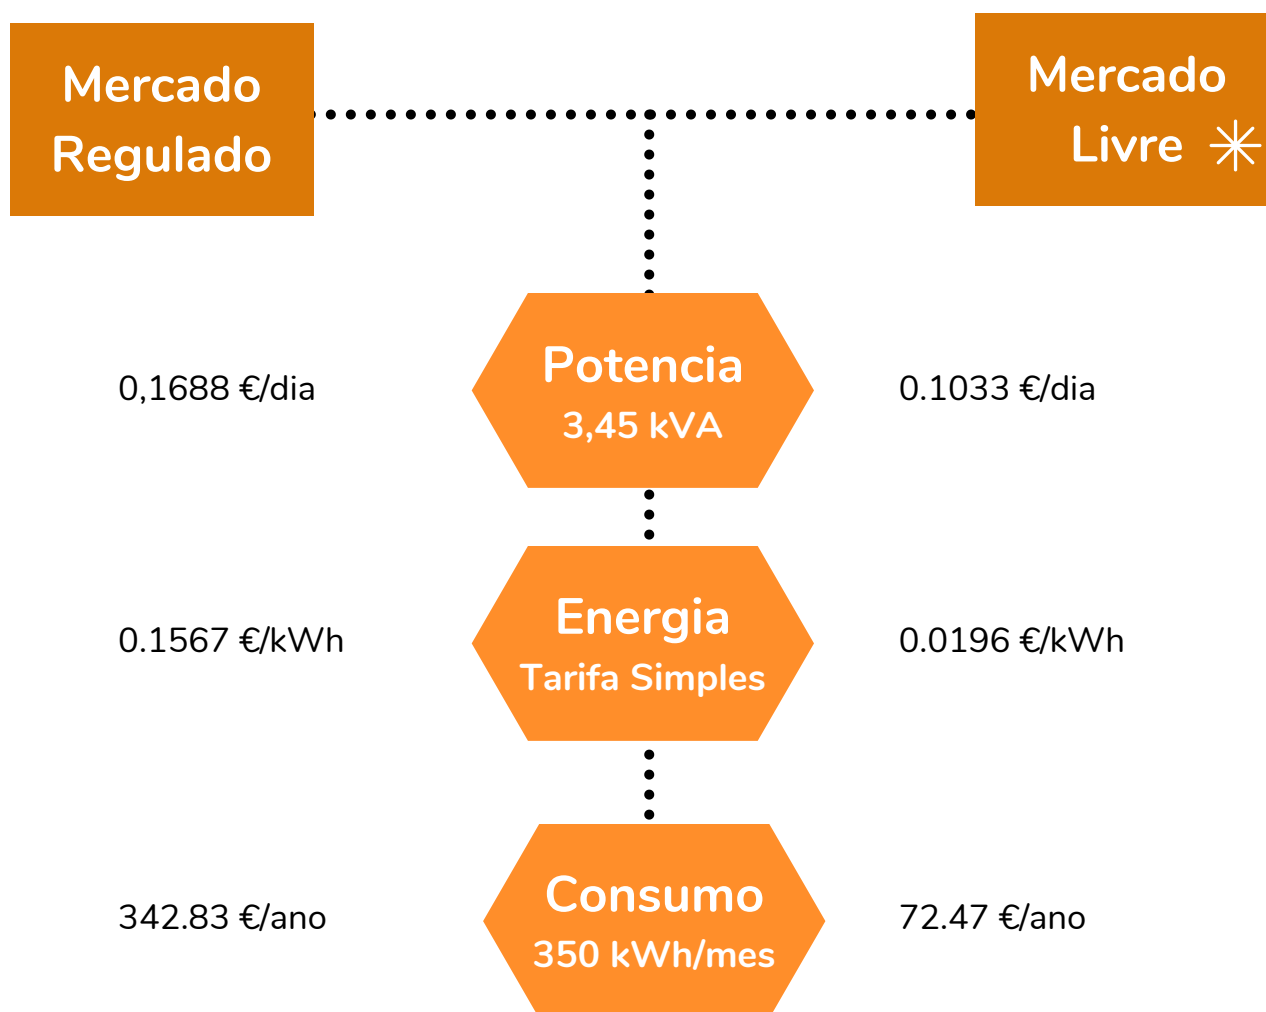 Mercado
Regulado
Mercado
Livre
Potencia
3,45 kVA
0,1688 €/dia
0.1033 €/dia
Energia
Tarifa Simples
0.1567 €/kWh
0.0196 €/kWh
Consumo
350 kWh/mes
342.83 €/ano
72.47 €/ano